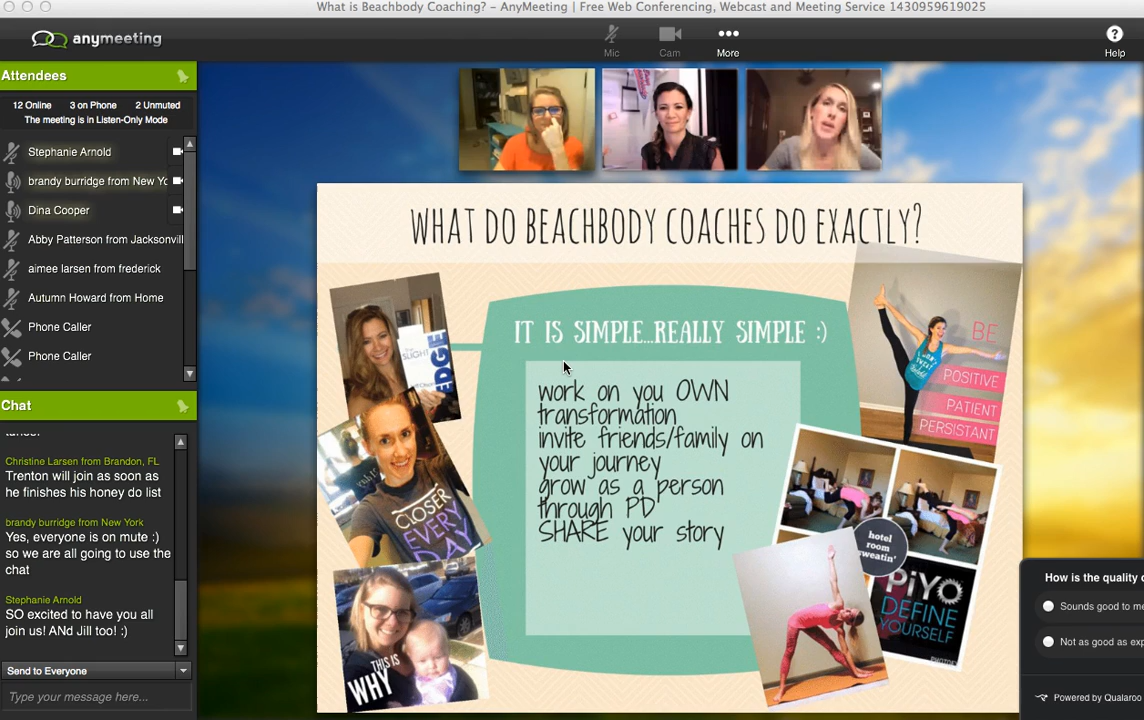 What is Beachbody Coaching? - AnyMeeting | Free Web Conferencing, Webcast and Meeting Service 1430959619025
anymeeting
Mic
Cam
More
Help
Attendees
12 Online 3 on Phone 2 Unmuted
The meeting is in Listen-Only Mode
Stephanie Arnold
brandy burridge from New Yo
Dina Cooper
Abby Patterson from Jacksonvill
aimee larsen from frederick
Autumn Howard from Home
Phone Caller
Phone Caller
Chat
Christine Larsen from Brandon, FL
Trenton will join as soon as
he finishes his honey do list
brandy burridge from New York
Yes, everyone is on mute :)
so we are all going to use the
chat
Stephanie Arnold
SO excited to have you all
join us! ANd Jill too! :)
Send to Everyone
Type your message here...
WHAT DO BEACHBODY COACHES DO EXACTLY?
IT IS SIMPLE...REALLY SIMPLE :)
work on you OWN
transformation
invite friends/family on
your journey
grow as a person
through PD
SHARE your story
The
SLIGHT
EDGE
CLOSER
EVERY
DAY
THIS IS
WHY
BE
POSITIVE
PATIENT
PERSISTANT
hotel
room
sweatin'
PiYO
DEFINE
YOURSELF
How is the quality o
Sounds good to me
Not as good as exp
Powered by Qualaroo